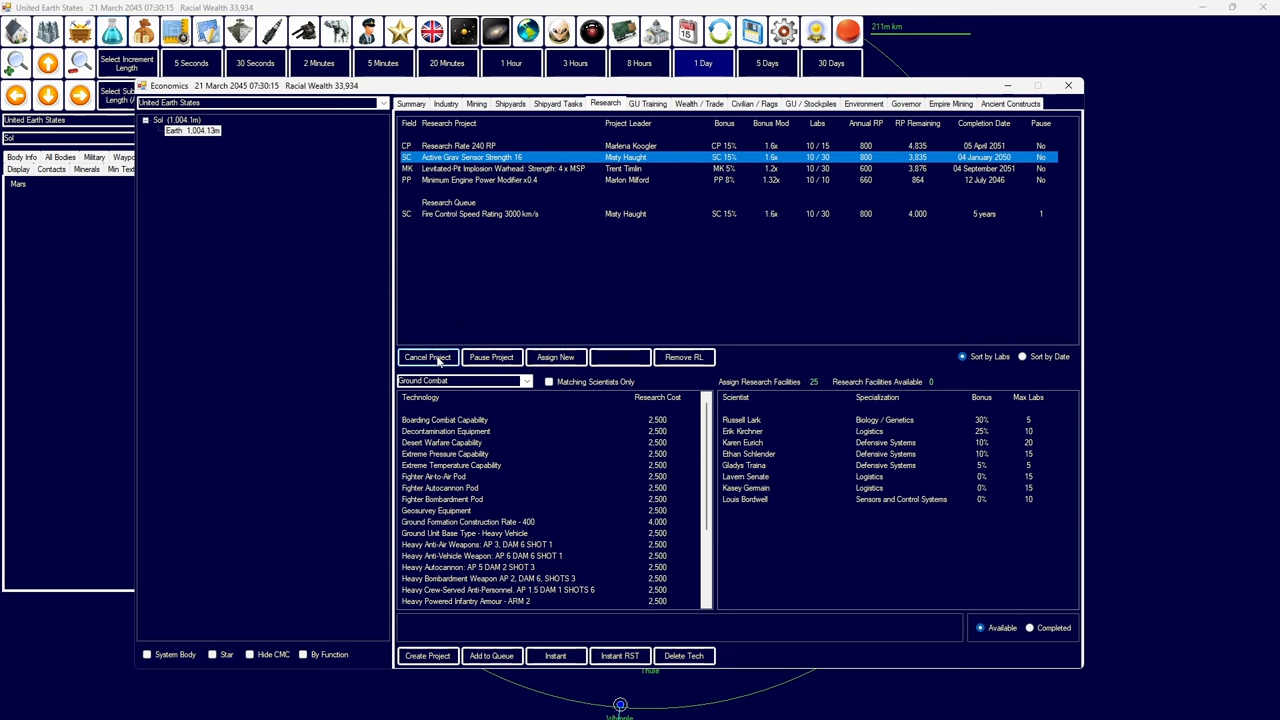 United Earth States   21 March 2045 07:30:15   Racial Wealth 33,934
211m km
Select Increment Length
5 Seconds
30 Seconds
2 Minutes
5 Minutes
20 Minutes
1 Hour
3 Hours
8 Hours
1 Day
5 Days
30 Days
Economics   21 March 2045 07:30:15   Racial Wealth 33,934
Select Sub
Length (A
United Earth States
Sol
Body Info   All Bodies   Military   Waypo
Display   Contacts   Minerals   Min Text
Mars
United Earth States
Sol (1,004.1m)
Earth 1,004.13m
System Body   Star   Hide CMC   By Function
Summary   Industry   Mining   Shipyards   Shipyard Tasks   Research   GU Training   Wealth / Trade   Civilian / Flags   GU / Stockpiles   Environment   Governor   Empire Mining   Ancient Constructs
Field   Research Project   Project Leader   Bonus   Bonus Mod   Labs   Annual RP   RP Remaining   Completion Date   Pause
CP   Research Rate 240 RP   Marlena Koogler   CP 15%   1.6x   10 / 15   800   4,835   05 April 2051   No
SC   Active Grav Sensor Strength 16   Misty Haught   SC 15%   1.6x   10 / 30   800   3,835   04 January 2050   No
MK   Levitated-Pit Implosion Warhead: Strength: 4 x MSP   Trent Timlin   MK 5%   1.2x   10 / 30   600   3,876   04 September 2051   No
PP   Minimum Engine Power Modifier x0.4   Marlon Milford   PP 8%   1.32x   10 / 10   660   864   12 July 2046   No
Research Queue
SC   Fire Control Speed Rating 3000 km/s   Misty Haught   SC 15%   1.6x   10 / 30   800   4,000   5 years   1
Cancel Project   Pause Project   Assign New   Remove RL   Sort by Labs   Sort by Date
Ground Combat   Matching Scientists Only   Assign Research Facilities   25   Research Facilities Available   0
Technology   Research Cost
Boarding Combat Capability   2,500
Decontamination Equipment   2,500
Desert Warfare Capability   2,500
Extreme Pressure Capability   2,500
Extreme Temperature Capability   2,500
Fighter Air-to-Air Pod   2,500
Fighter Autocannon Pod   2,500
Fighter Bombardment Pod   2,500
Geosurvey Equipment   2,500
Ground Formation Construction Rate - 400   4,000
Ground Unit Base Type - Heavy Vehicle   2,500
Heavy Anti-Air Weapons: AP 3, DAM 6 SHOT 1   2,500
Heavy Anti-Vehicle Weapon: AP 6 DAM 6 SHOT 1   2,500
Heavy Autocannon: AP 5 DAM 2 SHOT 3   2,500
Heavy Bombardment Weapon AP 2, DAM 6, SHOTS 3   2,500
Heavy Crew-Served Anti-Personnel. AP 1.5 DAM 1 SHOTS 6   2,500
Heavy Powered Infantry Armour - ARM 2   2,500
Scientist   Specialization   Bonus   Max Labs
Russell Lark   Biology / Genetics   30%   5
Erik Kirchner   Logistics   25%   10
Karen Eurich   Defensive Systems   10%   20
Ethan Schlender   Defensive Systems   10%   15
Gladys Traina   Defensive Systems   5%   5
Lavern Senate   Logistics   0%   15
Kasey Germain   Logistics   0%   15
Louis Bordwell   Sensors and Control Systems   0%   10
Available   Completed
Create Project   Add to Queue   Instant   Instant RST   Delete Tech
Thule
Whipple